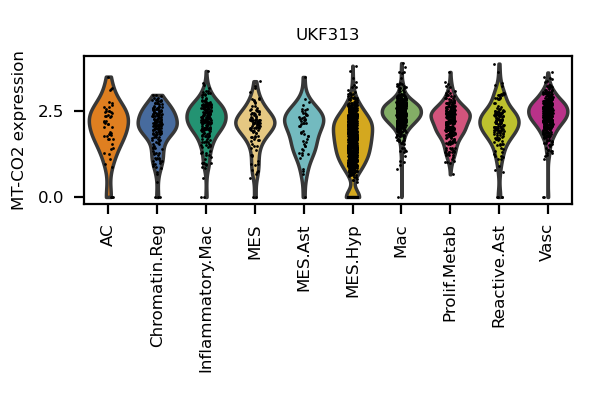 UKF313
MT-CO2 expression
2.5
0.0
AC
Chromatin.Reg
Inflammatory.Mac
MES
MES.Ast
MES.Hyp
Mac
Prolif.Metab
Reactive.Ast
Vasc